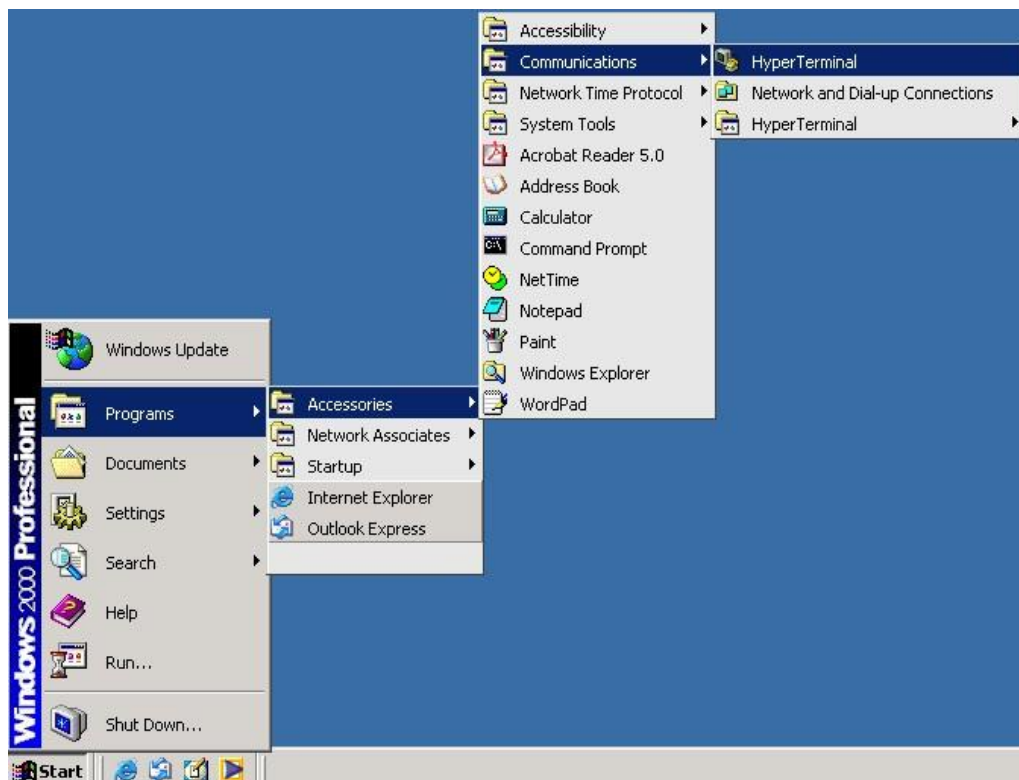 Accessibility
Communications
Network Time Protocol
System Tools
Acrobat Reader 5.0
Address Book
Calculator
Command Prompt
NetTime
Notepad
Paint
Windows Explorer
WordPad
HyperTerminal
Network and Dial-up Connections
HyperTerminal
Windows Update
Programs
Documents
Settings
Search
Help
Run...
Shut Down...
Accessories
Network Associates
Startup
Internet Explorer
Outlook Express
Windows 2000 Professional
Start